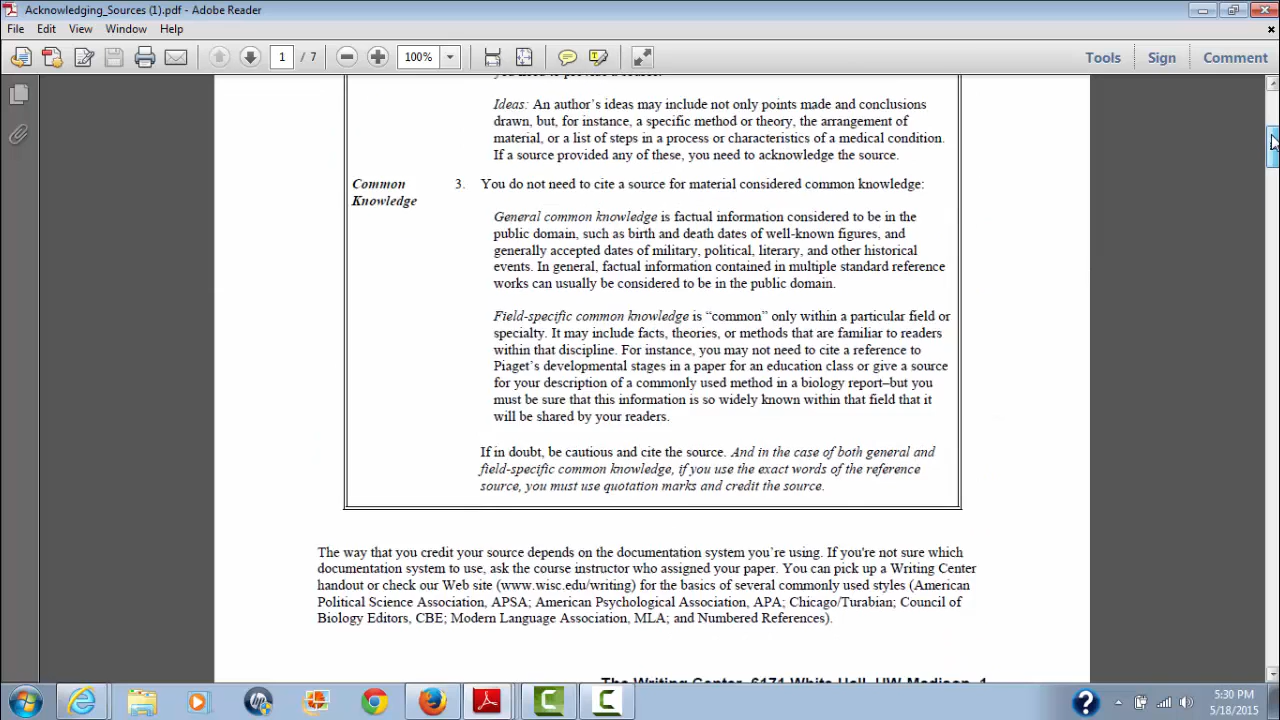 Acknowledging_Sources (1).pdf - Adobe Reader
File Edit View Window Help
1 / 7 100% Tools Sign Comment
you need to provide a source.
Ideas: An author's ideas may include not only points made and conclusions
drawn, but, for instance, a specific method or theory, the arrangement of
material, or a list of steps in a process or characteristics of a medical condition.
If a source provided any of these, you need to acknowledge the source.
Common
Knowledge
3. You do not need to cite a source for material considered common knowledge:
General common knowledge is factual information considered to be in the
public domain, such as birth and death dates of well-known figures, and
generally accepted dates of military, political, literary, and other historical
events. In general, factual information contained in multiple standard reference
works can usually be considered to be in the public domain.
Field-specific common knowledge is “common” only within a particular field or
specialty. It may include facts, theories, or methods that are familiar to readers
within that discipline. For instance, you may not need to cite a reference to
Piaget's developmental stages in a paper for an education class or give a source
for your description of a commonly used method in a biology report–but you
must be sure that this information is so widely known within that field that it
will be shared by your readers.
If in doubt, be cautious and cite the source. And in the case of both general and
field-specific common knowledge, if you use the exact words of the reference
source, you must use quotation marks and credit the source.
The way that you credit your source depends on the documentation system you're using. If you're not sure which
documentation system to use, ask the course instructor who assigned your paper. You can pick up a Writing Center
handout or check our Web site (www.wisc.edu/writing) for the basics of several commonly used styles (American
Political Science Association, APSA; American Psychological Association, APA; Chicago/Turabian; Council of
Biology Editors, CBE; Modern Language Association, MLA; and Numbered References).
The Writing Center, 6171 White Hall, UW-Madison, 1
5:30 PM
5/18/2015